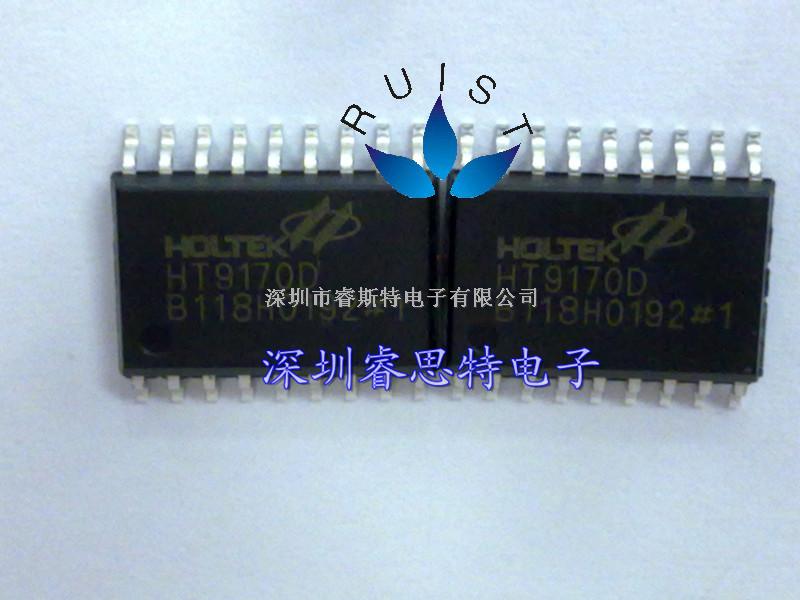 RUIST
HOLTEK
HT9170D
B118H0192#1
HOLTEK
HT9170D
B118H0192#1
深圳市睿斯特电子有限公司
深圳睿思特电子